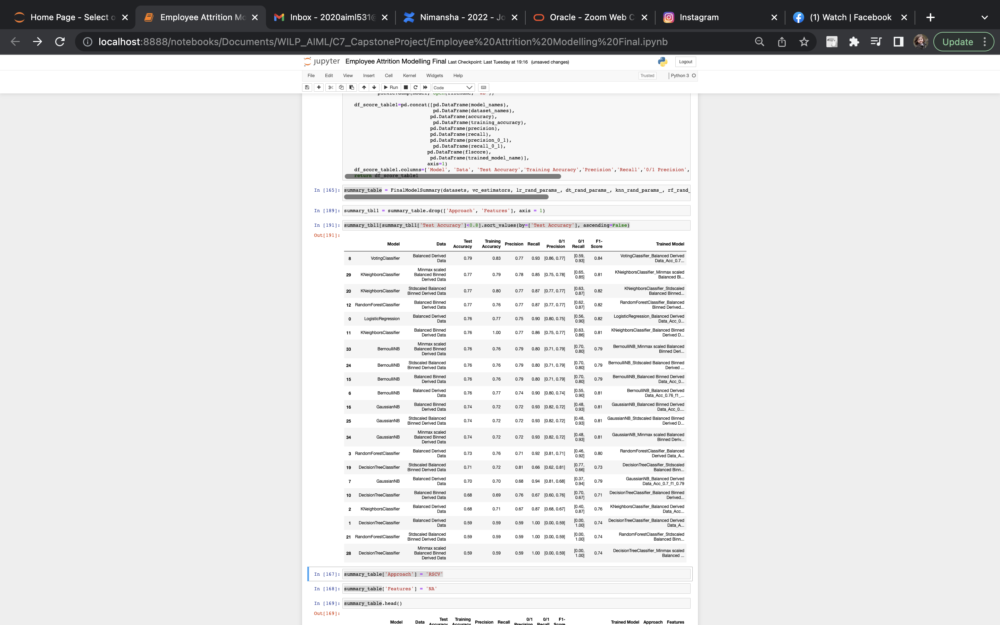 Home Page - Select o
Employee Attrition Mo
Inbox - 2020aiml531@
Nimansha - 2022 - Jo
Oracle - Zoom Web C
Instagram
(1) Watch | Facebook
localhost:8888/notebooks/Documents/WILP_AIML/C7_CapstoneProject/Employee%20Attrition%20Modelling%20Final.ipynb
Update
jupyter Employee Attrition Modelling Final Last Checkpoint: Last Tuesday at 19:16 (unsaved changes)
Logout
File Edit View Insert Cell Kernel Widgets Help
Trusted
Python 3
Run
Code
pickle.dump(model, open(filename, 'wb'))
df_score_table1=pd.concat([pd.DataFrame(model_names),
pd.DataFrame(dataset_names),
pd.DataFrame(accuracy),
pd.DataFrame(training_accuracy),
pd.DataFrame(precision),
pd.DataFrame(recall),
pd.DataFrame(precision_0_1),
pd.DataFrame(recall_0_1),
pd.DataFrame(f1score),
pd.DataFrame(trained_model_name)],
axis=1)
df_score_table1.columns=['Model', 'Data', 'Test Accuracy','Training Accuracy','Precision','Recall','0/1 Precision',
return df_score_table1
In [165]: summary_table = FinalModelSummary(datasets, vc_estimators, lr_rand_params_, dt_rand_params_, knn_rand_params_, rf_rand_
In [189]: summary_tbl1 = summary_table.drop(['Approach', 'Features'], axis = 1)
In [191]: summary_tbl1[summary_tbl1['Test Accuracy']<0.8].sort_values(by=['Test Accuracy'], ascending=False)
Out[191]:
Model Data Test Accuracy Training Accuracy Precision Recall 0/1 Precision 0/1 Recall F1-Score Trained Model
8 VotingClassifier Balanced Derived Data 0.79 0.83 0.77 0.93 [0.86, 0.77] [0.59, 0.93] 0.84 VotingClassifier_Balanced Derived Data_Acc_0.7...
29 KNeighborsClassifier Minmax scaled Balanced Binned Derived Data 0.77 0.79 0.78 0.85 [0.75, 0.78] [0.65, 0.85] 0.81 KNeighborsClassifier_Minmax scaled Balanced Bi...
20 KNeighborsClassifier Stdscaled Balanced Binned Derived Data 0.77 0.80 0.77 0.87 [0.77, 0.77] [0.63, 0.87] 0.82 KNeighborsClassifier_Stdscaled Balanced Binned...
12 RandomForestClassifier Balanced Binned Derived Data 0.77 0.76 0.77 0.87 [0.77, 0.77] [0.62, 0.87] 0.82 RandomForestClassifier_Balanced Binned Derived...
0 LogisticRegression Balanced Derived Data 0.76 0.77 0.75 0.90 [0.80, 0.75] [0.56, 0.90] 0.82 LogisticRegression_Balanced Derived Data_Acc_0...
11 KNeighborsClassifier Balanced Binned Derived Data 0.76 1.00 0.77 0.86 [0.75, 0.77] [0.63, 0.86] 0.81 KNeighborsClassifier_Balanced Binned Derived D...
33 BernoulliNB Minmax scaled Balanced Binned Derived Data 0.76 0.76 0.79 0.80 [0.71, 0.79] [0.70, 0.80] 0.79 BernoulliNB_Minmax scaled Balanced Binned Deri...
24 BernoulliNB Stdscaled Balanced Binned Derived Data 0.76 0.76 0.79 0.80 [0.71, 0.79] [0.70, 0.80] 0.79 BernoulliNB_Stdscaled Balanced Binned Derived ...
15 BernoulliNB Balanced Binned Derived Data 0.76 0.76 0.79 0.80 [0.71, 0.79] [0.70, 0.80] 0.79 BernoulliNB_Balanced Binned Derived Data_Acc_0...
6 BernoulliNB Balanced Derived Data 0.76 0.77 0.74 0.90 [0.80, 0.74] [0.55, 0.90] 0.81 BernoulliNB_Balanced Derived Data_Acc_0.76_f1_...
16 GaussianNB Balanced Binned Derived Data 0.74 0.72 0.72 0.93 [0.82, 0.72] [0.48, 0.93] 0.81 GaussianNB_Balanced Binned Derived Data_Acc_0....
25 GaussianNB Stdscaled Balanced Binned Derived Data 0.74 0.72 0.72 0.93 [0.82, 0.72] [0.48, 0.93] 0.81 GaussianNB_Stdscaled Balanced Binned Derived D...
34 GaussianNB Minmax scaled Balanced Binned Derived Data 0.74 0.72 0.72 0.93 [0.82, 0.72] [0.48, 0.93] 0.81 GaussianNB_Minmax scaled Balanced Binned Deriv...
3 RandomForestClassifier Balanced Derived Data 0.73 0.76 0.71 0.92 [0.81, 0.71] [0.46, 0.92] 0.80 RandomForestClassifier_Balanced Derived Data_A...
19 DecisionTreeClassifier Stdscaled Balanced Binned Derived Data 0.71 0.72 0.81 0.66 [0.62, 0.81] [0.77, 0.66] 0.73 DecisionTreeClassifier_Stdscaled Balanced Binn...
7 GaussianNB Balanced Derived Data 0.70 0.70 0.68 0.94 [0.81, 0.68] [0.37, 0.94] 0.79 GaussianNB_Balanced Derived Data_Acc_0.7_f1_0.79
10 DecisionTreeClassifier Balanced Binned Derived Data 0.68 0.69 0.76 0.67 [0.60, 0.76] [0.70, 0.67] 0.71 DecisionTreeClassifier_Balanced Binned Derived...
2 KNeighborsClassifier Balanced Derived Data 0.68 0.71 0.67 0.87 [0.68, 0.67] [0.40, 0.87] 0.76 KNeighborsClassifier_Balanced Derived Data_Acc...
1 DecisionTreeClassifier Balanced Derived Data 0.59 0.59 0.59 1.00 [0.00, 0.59] [0.00, 1.00] 0.74 DecisionTreeClassifier_Balanced Derived Data_A...
21 RandomForestClassifier Stdscaled Balanced Binned Derived Data 0.59 0.59 0.59 1.00 [0.00, 0.59] [0.00, 1.00] 0.74 RandomForestClassifier_Stdscaled Balanced Binn...
28 DecisionTreeClassifier Minmax scaled Balanced Binned Derived Data 0.59 0.59 0.59 1.00 [0.00, 0.59] [0.00, 1.00] 0.74 DecisionTreeClassifier_Minmax scaled Balanced ...
In [167]: summary_table['Approach'] = 'RSCV'
In [168]: summary_table['Features'] = 'NA'
In [169]: summary_table.head()
Out[169]:
Model Data Test Accuracy Training Accuracy Precision Recall 0/1 Precision 0/1 Recall F1-Score Trained Model Approach Features